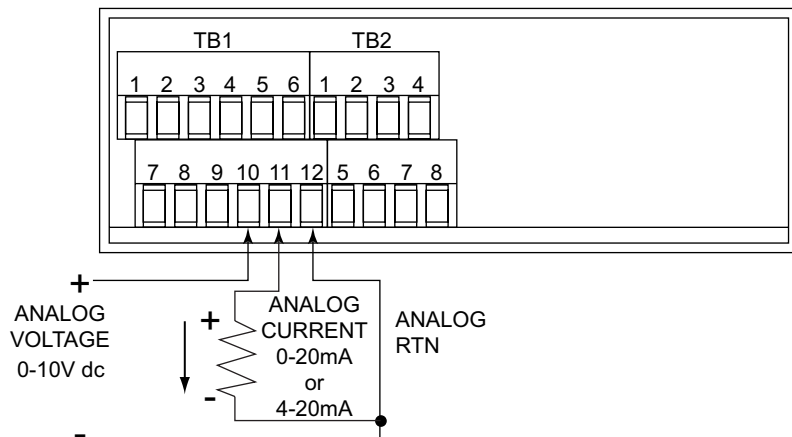 TB1 TB2
1 2 3 4 5 6 1 2 3 4
7 8 9 10 11 12 5 6 7 8
+
ANALOG
VOLTAGE
0-10V dc
-
+
-
ANALOG
CURRENT
0-20mA
or
4-20mA
ANALOG
RTN